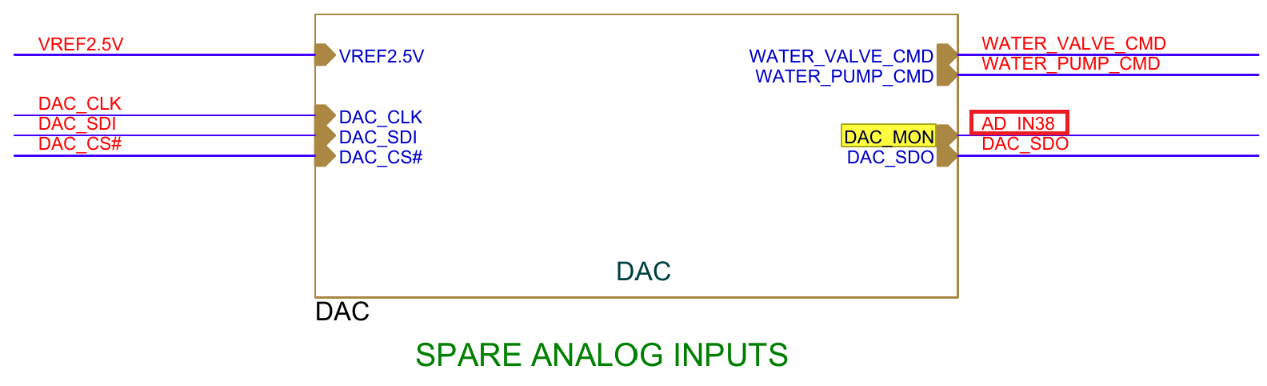 VREF2.5V
DAC_CLK
DAC_SDI
DAC_CS#
VREF2.5V
DAC_CLK
DAC_SDI
DAC_CS#
WATER_VALVE_CMD
WATER_PUMP_CMD
DAC_MON
DAC_SDO
WATER_VALVE_CMD
WATER_PUMP_CMD
AD_IN38
DAC_SDO
DAC
DAC
SPARE ANALOG INPUTS